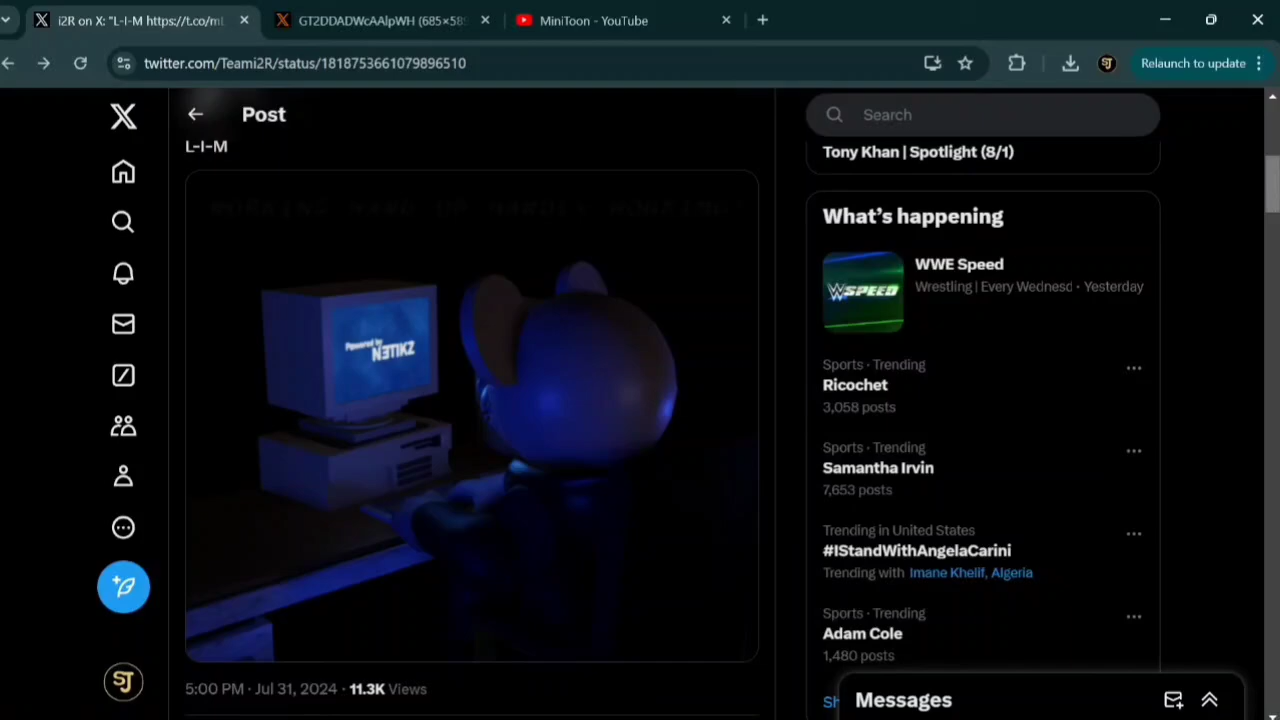 i2R on X: "L-I-M https://t.co/mL
GT2DDADWcAAlpWH (685×58
MiniToon - YouTube
twitter.com/Teami2R/status/1818753661079896510
Relaunch to update
Post
L-I-M
Powered by
N3TIKZ
5:00 PM · Jul 31, 2024 · 11.3K Views
SJ
Search
Tony Khan | Spotlight (8/1)
What's happening
WWE Speed
Wrestling | Every Wednesd · Yesterday
SPEED
Sports · Trending
Ricochet
3,058 posts
Sports · Trending
Samantha Irvin
7,653 posts
Trending in United States
#IStandWithAngelaCarini
Trending with Imane Khelif, Algeria
Sports · Trending
Adam Cole
1,480 posts
Sh
Messages